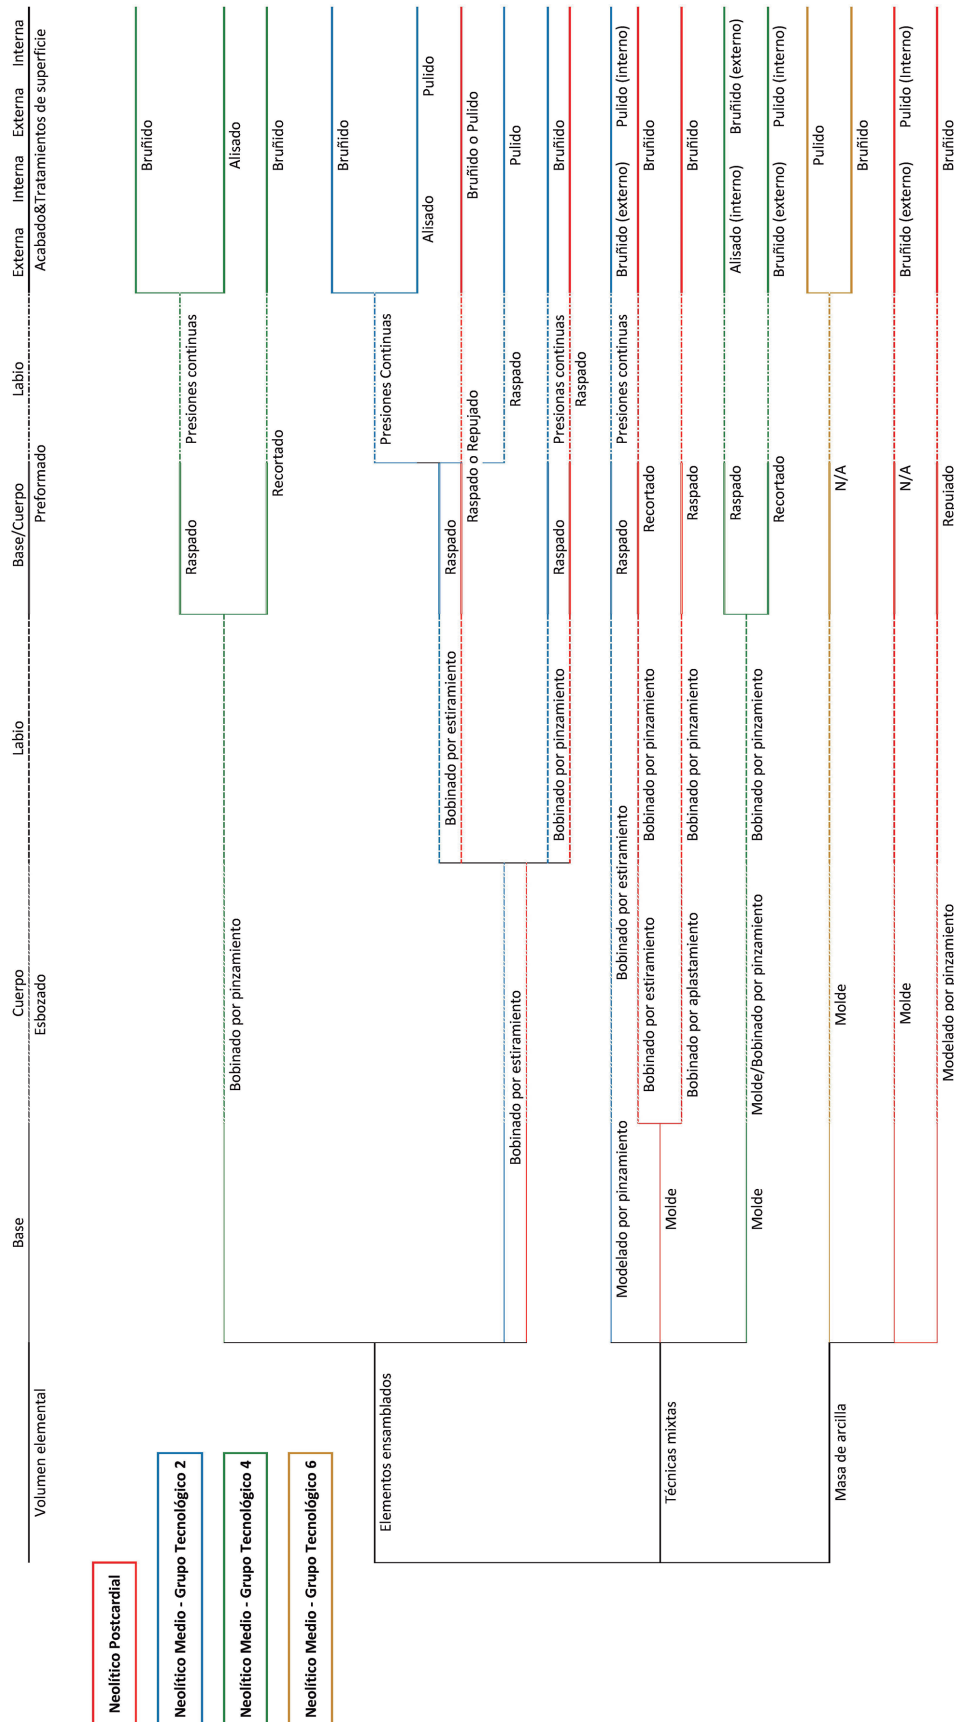 Neolítico Postcardial
Neolítico Medio - Grupo Tecnológico 2
Neolítico Medio - Grupo Tecnológico 4
Neolítico Medio - Grupo Tecnológico 6
Volumen elemental
Base
Cuerpo
Labio
Esbozado
Base/Cuerpo
Labio
Preformado
Externa
Interna
Externa
Interna
Acabado&Tratamientos de superficie
Elementos ensamblados
Bobinado por pinzamiento
Raspado
Presiones continuas
Bruñido
Alisado
Recortado
Bruñido
Bobinado por estiramiento
Bobinado por estiramiento
Raspado
Presiones Continuas
Bruñido
Alisado
Pulido
Raspado o Repujado
Bruñido o Pulido
Raspado
Pulido
Bobinado por pinzamiento
Raspado
Presionas continuas
Bruñido
Raspado
Técnicas mixtas
Modelado por pinzamiento
Bobinado por estiramiento
Raspado
Presiones continuas
Bruñido (externo)
Pulido (interno)
Molde
Bobinado por estiramiento
Bobinado por pinzamiento
Recortado
Bruñido
Bobinado por aplastamiento
Bobinado por pinzamiento
Raspado
Bruñido
Molde
Molde/Bobinado por pinzamiento
Bobinado por pinzamiento
Raspado
Alisado (interno)
Bruñido (externo)
Recortado
Bruñido (externo)
Pulido (interno)
Masa de arcilla
Molde
N/A
Pulido
Bruñido
Molde
N/A
Bruñido (externo)
Pulido (Interno)
Modelado por pinzamiento
Repujado
Bruñido